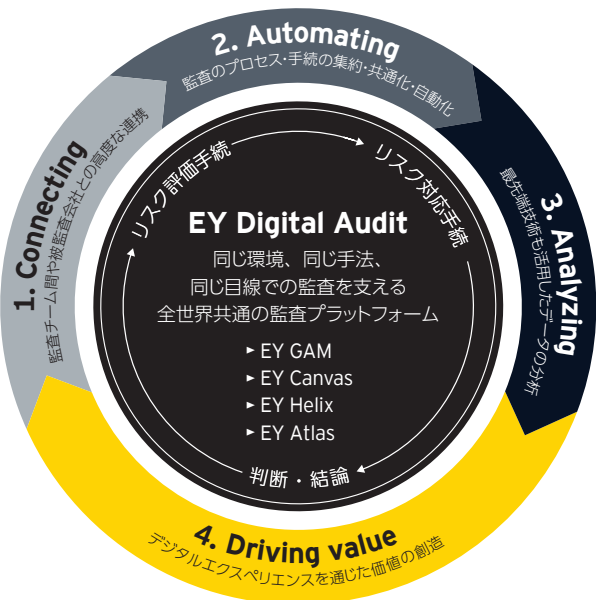 1. Connecting
監査チーム間や被監査会社との高度な連携
2. Automating
監査のプロセス・手続の集約・共通化・自動化
3. Analyzing
最先端技術も活用したデータの分析
4. Driving value
デジタルエクスペリエンスを通じた価値の創造
リスク評価手続
リスク対応手続
判断・結論
EY Digital Audit
同じ環境、同じ手法、
同じ目線での監査を支える
全世界共通の監査プラットフォーム
► EY GAM
► EY Canvas
► EY Helix
► EY Atlas